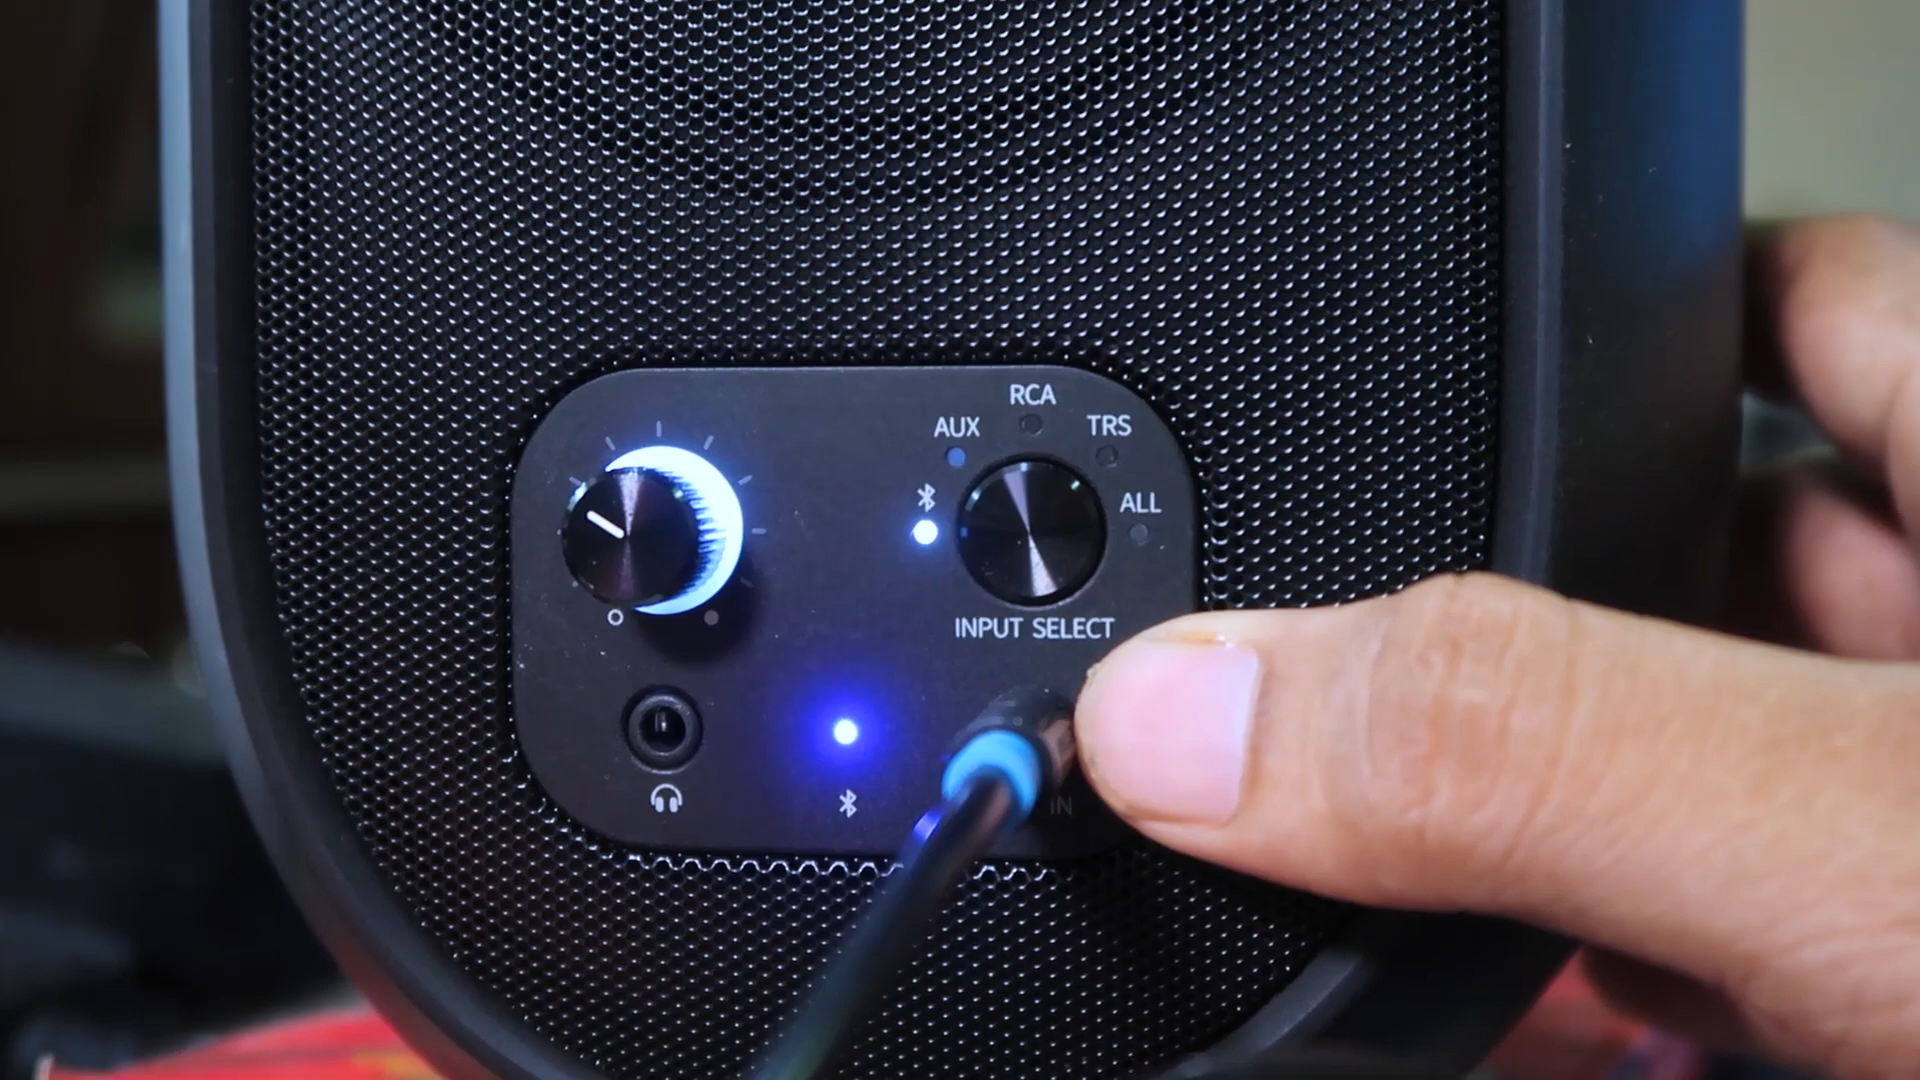 RCA
AUX
TRS
ALL
INPUT SELECT
IN